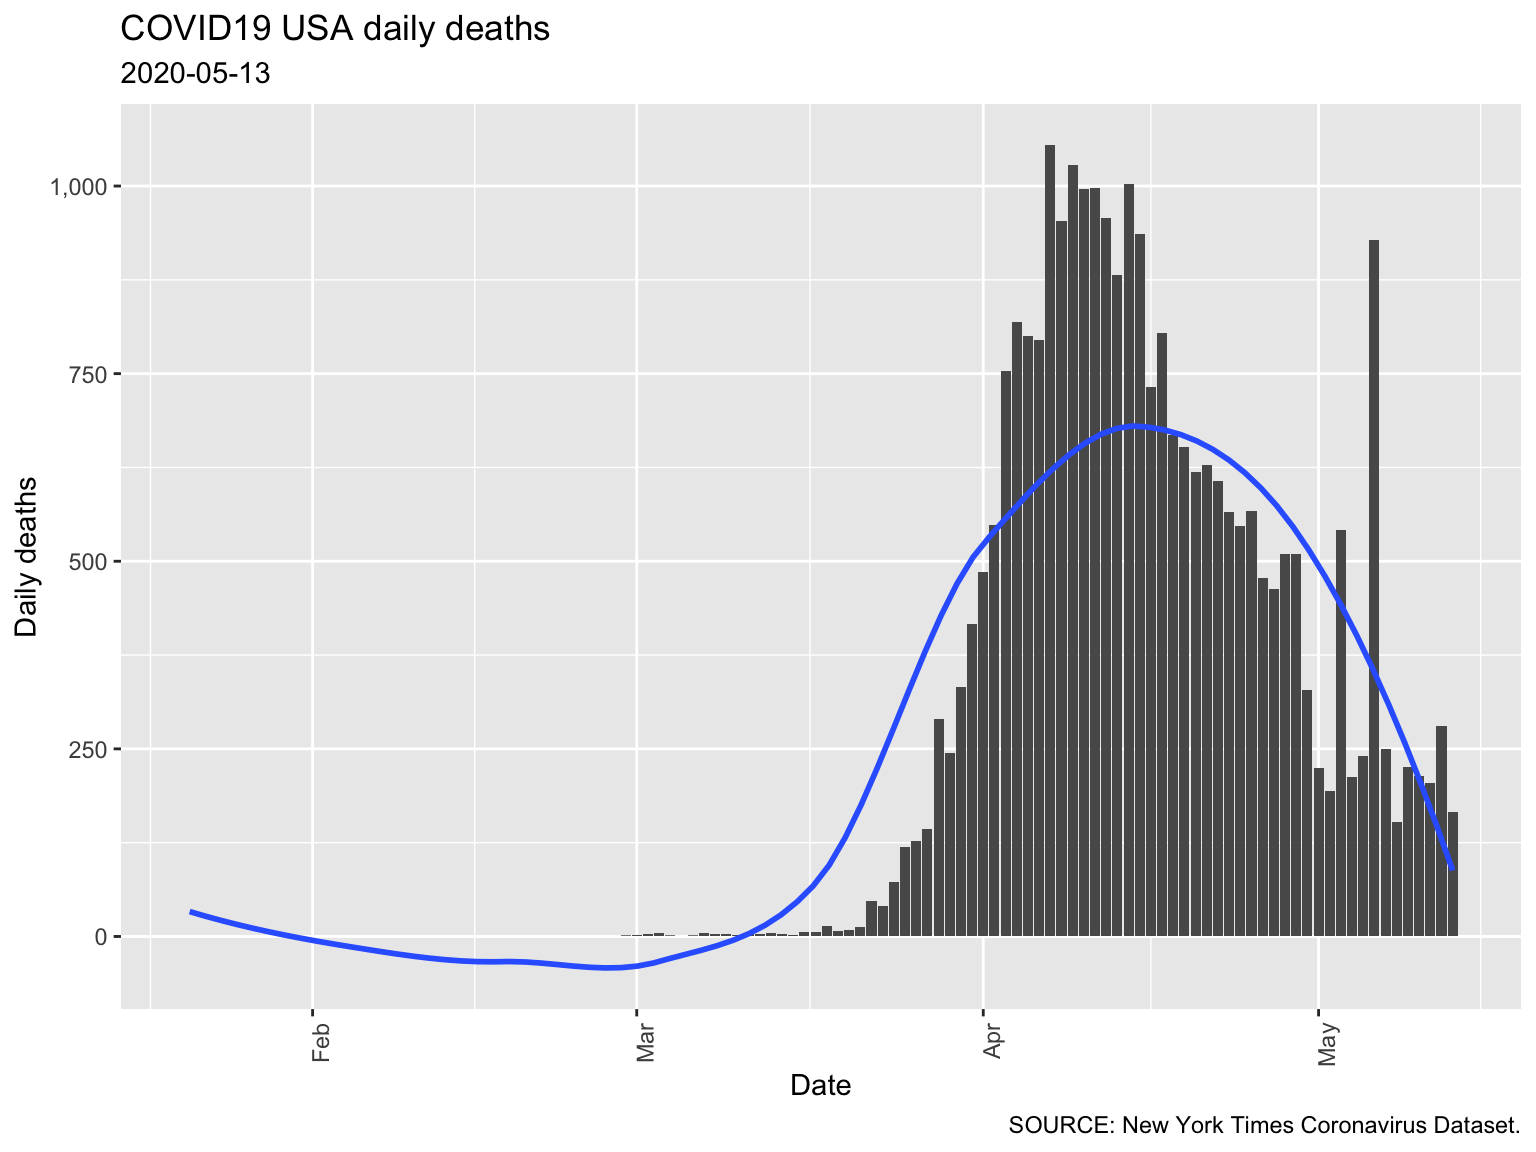 COVID19 USA daily deaths
2020-05-13
Daily deaths
1,000
750
500
250
0
Feb
Mar
Apr
May
Date
SOURCE: New York Times Coronavirus Dataset.